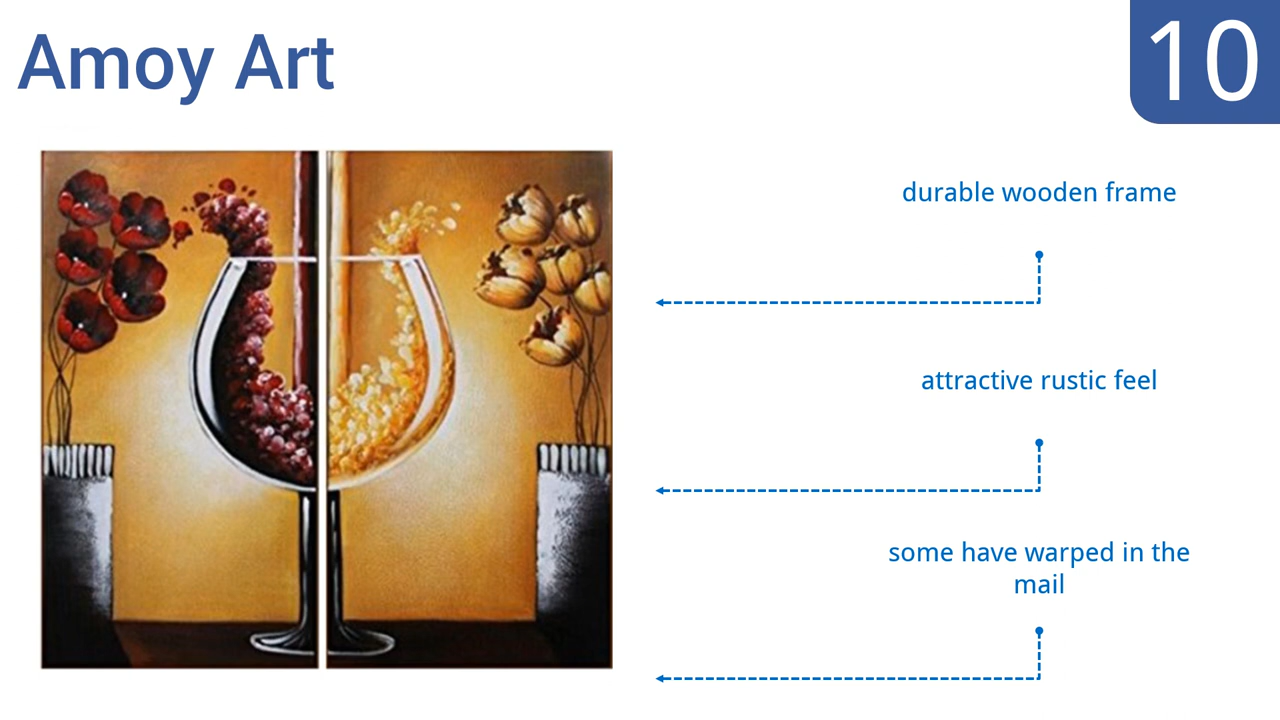 Amoy Art
10
durable wooden frame
attractive rustic feel
some have warped in the
mail